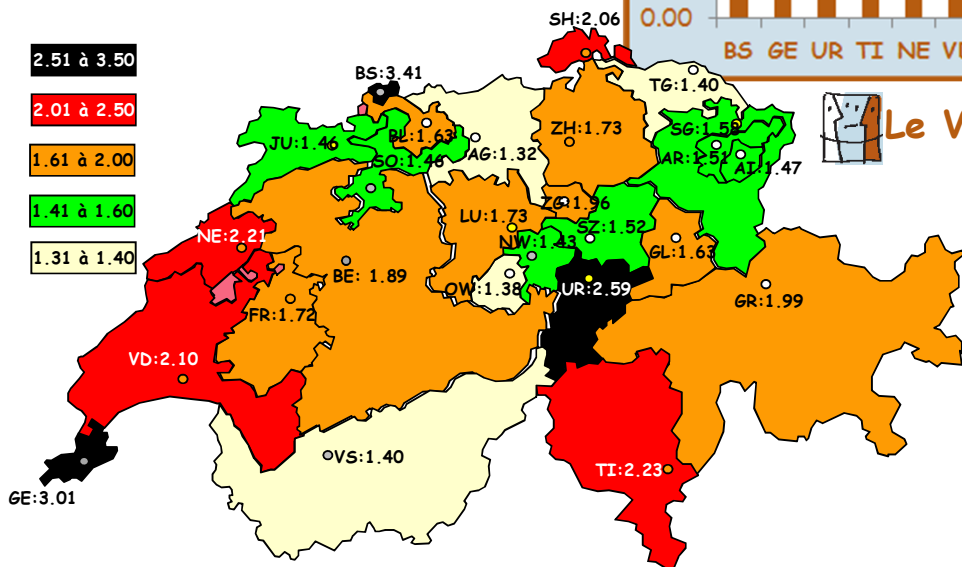 SH:2.06
0.00
BS GE UR TI NE
2.51 à 3.50
2.01 à 2.50
1.61 à 2.00
1.41 à 1.60
1.31 à 1.40
BS:3.41
TG:1.40
Le
JU:1.46
BL:1.63
ZH:1.73
SG:1.58
SO:1.46
AG:1.32
AR:1.51
AI:1.47
ZG:1.96
LU:1.73
SZ:1.52
NE:2.21
NW:1.43
GL:1.63
BE: 1.89
OW:1.38
UR:2.59
GR:1.99
FR:1.72
VD:2.10
VS:1.40
TI:2.23
GE:3.01